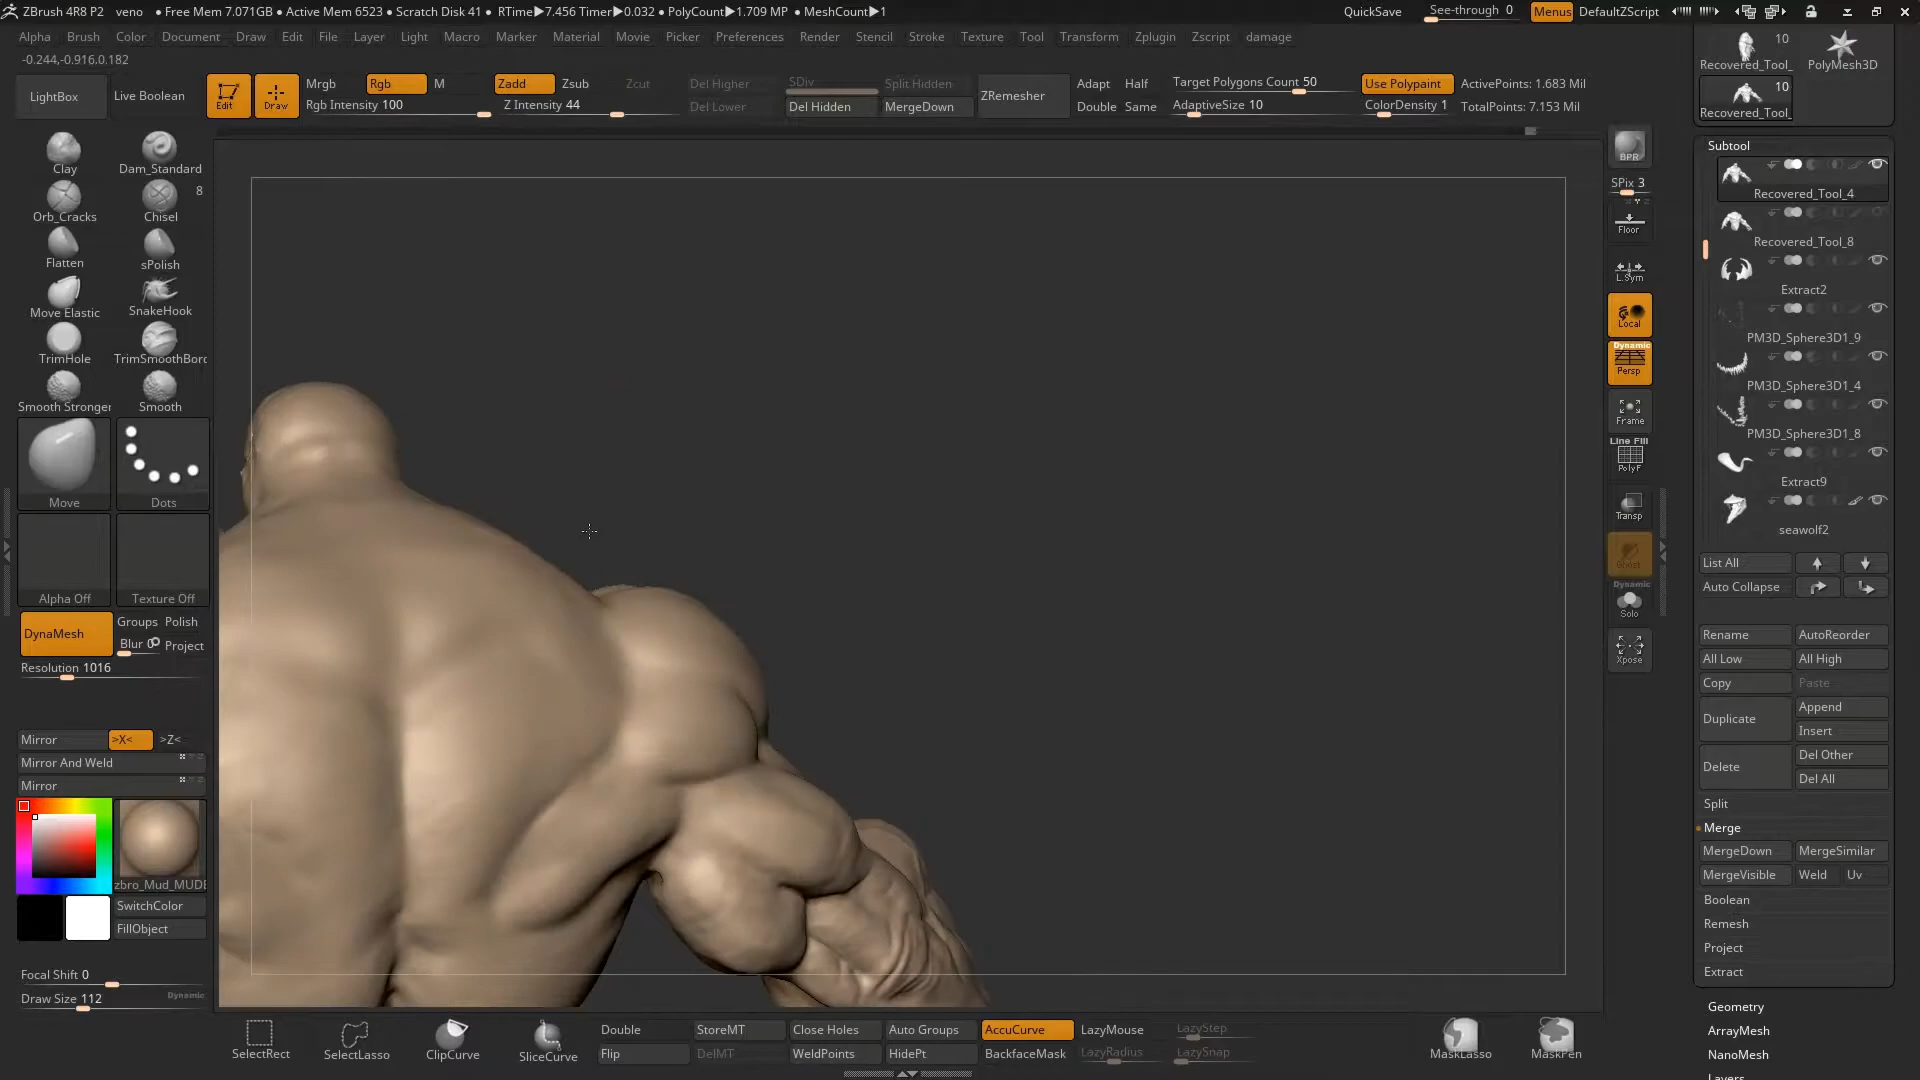 ZBrush 4R8 P2 veno • Free Mem 7.071GB • Active Mem 6523 • Scratch Disk 41 • RTime▶7.456 Timer▶0.032 • PolyCount▶1.709 MP • MeshCount▶1 QuickSave See-through 0 Menus DefaultZScript
Alpha Brush Color Document Draw Edit File Layer Light Macro Marker Material Movie Picker Preferences Render Stencil Stroke Texture Tool Transform Zplugin Zscript damage
-0.244,-0.916,0.182
LightBox
Live Boolean
Edit
Draw
Mrgb Rgb M
Rgb Intensity 100
Zadd Zsub Zcut
Z Intensity 44
Del Higher SDiv Split Hidden
Del Lower Del Hidden MergeDown
ZRemesher
Adapt Half
Double Same
Target Polygons Count 50
AdaptiveSize 10
Use Polypaint
ColorDensity 1
ActivePoints: 1.683 Mil
TotalPoints: 7.153 Mil
Clay Dam_Standard
8
Orb_Cracks Chisel
Flatten sPolish
Move Elastic SnakeHook
TrimHole TrimSmoothBord
Smooth Stronger Smooth
Move Dots
Alpha Off Texture Off
DynaMesh
Groups Polish
Blur 0 Project
Resolution 1016
Mirror >X< >Z<
Mirror And Weld
Mirror
zbro_Mud_MUDE
SwitchColor
FillObject
Focal Shift 0
Draw Size 112 Dynamic
SelectRect
SelectLasso
ClipCurve
SliceCurve
Double StoreMT Close Holes Auto Groups AccuCurve LazyMouse LazyStep
Flip DelMT WeldPoints HidePt BackfaceMask LazyRadius LazySnap
MaskLasso
MaskPen
BPR
SPix 3
Floor
L.Sym
Local
Dynamic
Persp
Frame
Line Fill
PolyF
Transp
Ghost
Dynamic
Solo
Xpose
10
Recovered_Tool_ PolyMesh3D
10
Recovered_Tool_
Subtool
Recovered_Tool_4
Recovered_Tool_8
Extract2
PM3D_Sphere3D1_9
PM3D_Sphere3D1_4
PM3D_Sphere3D1_8
Extract9
seawolf2
List All
Auto Collapse
Rename AutoReorder
All Low All High
Copy Paste
Duplicate Append
Insert
Delete Del Other
Del All
Split
Merge
MergeDown MergeSimilar
MergeVisible Weld Uv
Boolean
Remesh
Project
Extract
Geometry
ArrayMesh
NanoMesh
Layers